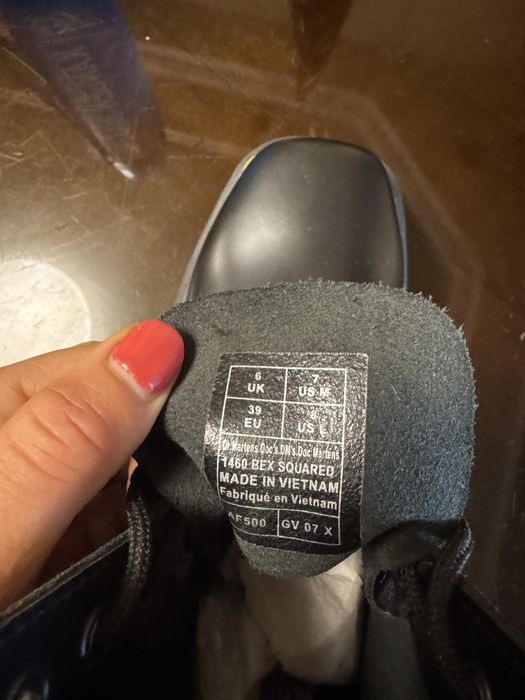 6 UK 7 US M
39 EU 8 US L
Dr.Martens.Doc's.DM's.Doc Martens
1460 BEX SQUARED
MADE IN VIETNAM
Fabriqué en Vietnam
AF500 GV 07 X